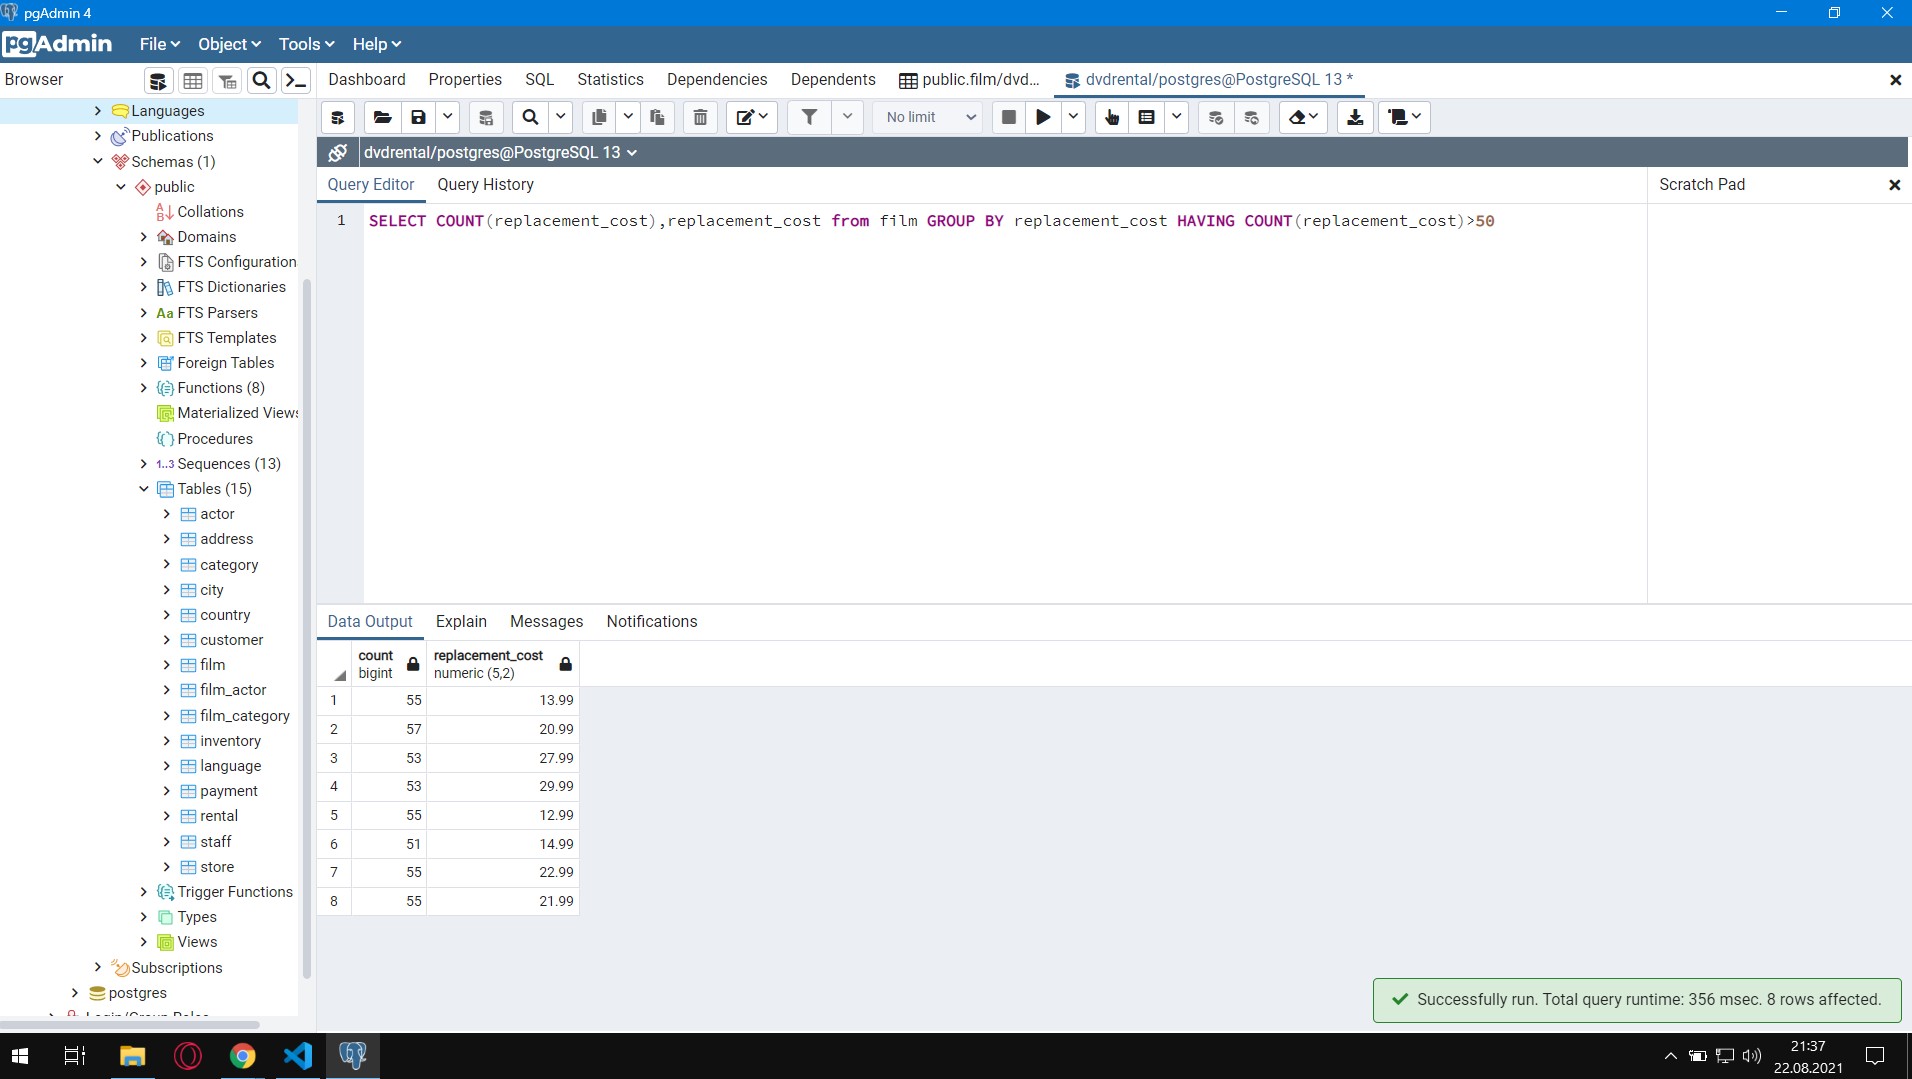 pgAdmin 4
pgAdmin File Object Tools Help
Browser
Dashboard Properties SQL Statistics Dependencies Dependents public.film/dvd... dvdrental/postgres@PostgreSQL 13 *
No limit
dvdrental/postgres@PostgreSQL 13
Query Editor Query History
Scratch Pad
1 SELECT COUNT(replacement_cost),replacement_cost from film GROUP BY replacement_cost HAVING COUNT(replacement_cost)>50
Languages
Publications
Schemas (1)
public
Collations
Domains
FTS Configuration
FTS Dictionaries
Aa FTS Parsers
FTS Templates
Foreign Tables
Functions (8)
Materialized Views
Procedures
1..3 Sequences (13)
Tables (15)
actor
address
category
city
country
customer
film
film_actor
film_category
inventory
language
payment
rental
staff
store
Trigger Functions
Types
Views
Subscriptions
postgres
Login/Group Roles
Data Output Explain Messages Notifications
count replacement_cost
bigint numeric (5,2)
1 55 13.99
2 57 20.99
3 53 27.99
4 53 29.99
5 55 12.99
6 51 14.99
7 55 22.99
8 55 21.99
Successfully run. Total query runtime: 356 msec. 8 rows affected.
21:37
22.08.2021